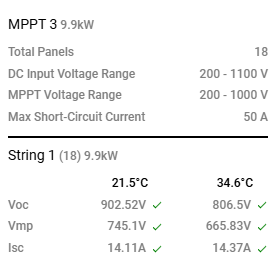 MPPT 3 9.9kW
Total Panels 18
DC Input Voltage Range 200 - 1100 V
MPPT Voltage Range 200 - 1000 V
Max Short-Circuit Current 50 A
String 1 (18) 9.9kW
21.5°C 34.6°C
Voc 902.52V ✓ 806.5V ✓
Vmp 745.1V ✓ 665.83V ✓
Isc 14.11A ✓ 14.37A ✓